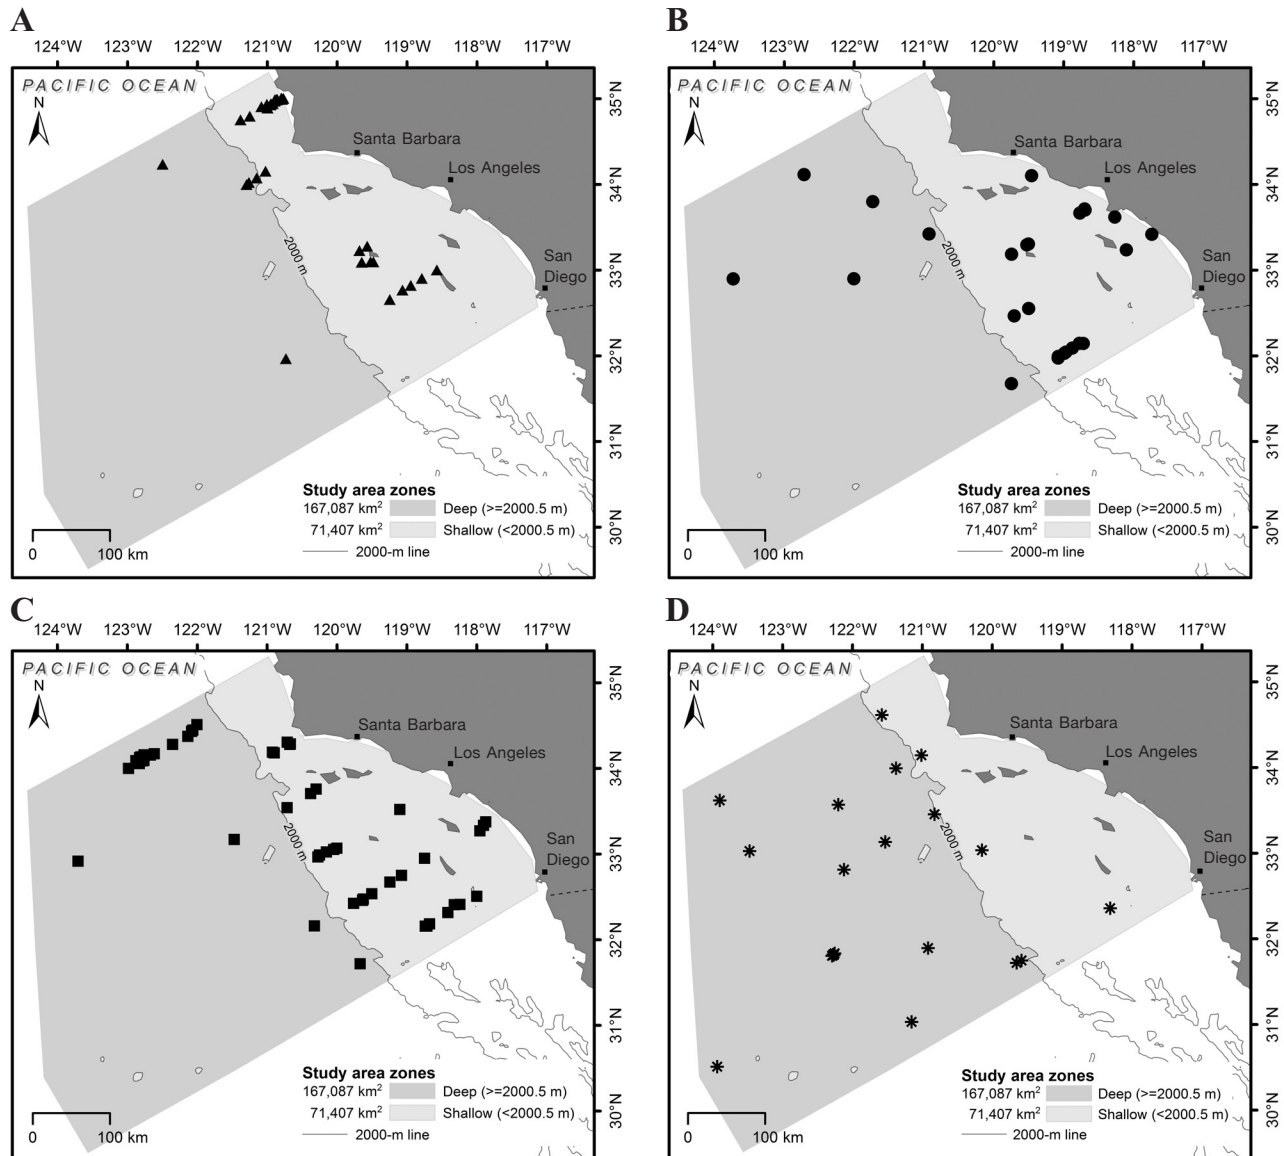 A
124°W 123°W 122°W 121°W 120°W 119°W 118°W 117°W
PACIFIC OCEAN
N
35°N
34°N
33°N
32°N
31°N
30°N
Santa Barbara
Los Angeles
San
Diego
2000 m
Study area zones
167,087 km² Deep (>=2000.5 m)
71,407 km² Shallow (<2000.5 m)
2000-m line
0 100 km
B
124°W 123°W 122°W 121°W 120°W 119°W 118°W 117°W
PACIFIC OCEAN
N
35°N
34°N
33°N
32°N
31°N
30°N
Santa Barbara
Los Angeles
San
Diego
2000 m
Study area zones
167,087 km² Deep (>=2000.5 m)
71,407 km² Shallow (<2000.5 m)
2000-m line
0 100 km
C
124°W 123°W 122°W 121°W 120°W 119°W 118°W 117°W
PACIFIC OCEAN
N
35°N
34°N
33°N
32°N
31°N
30°N
Santa Barbara
Los Angeles
San
Diego
2000 m
Study area zones
167,087 km² Deep (>=2000.5 m)
71,407 km² Shallow (<2000.5 m)
2000-m line
0 100 km
D
124°W 123°W 122°W 121°W 120°W 119°W 118°W 117°W
PACIFIC OCEAN
N
35°N
34°N
33°N
32°N
31°N
30°N
Santa Barbara
Los Angeles
San
Diego
2000 m
Study area zones
167,087 km² Deep (>=2000.5 m)
71,407 km² Shallow (<2000.5 m)
2000-m line
0 100 km